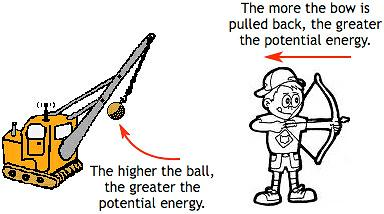 The more the bow is
pulled back, the greater
the potential energy.
The higher the ball,
the greater the
potential energy.